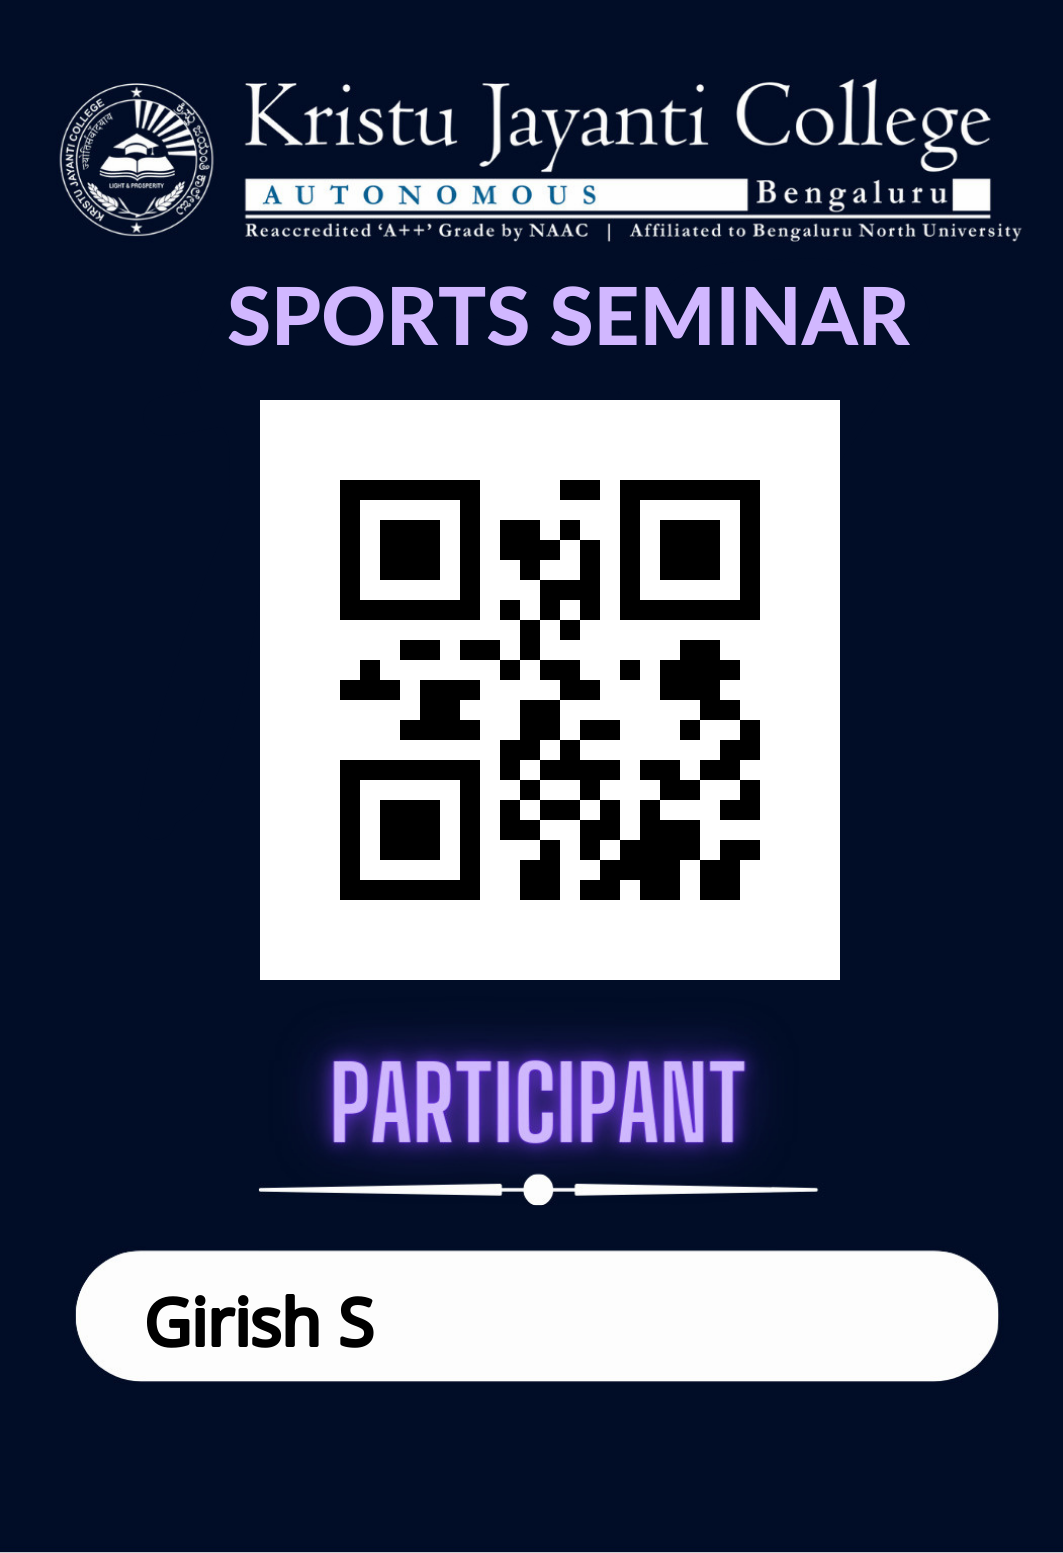 KRISTU JAYANTI COLLEGE
LIGHT & PROSPERITY
Kristu Jayanti College
AUTONOMOUS Bengaluru
Reaccredited ‘A++’ Grade by NAAC | Affiliated to Bengaluru North University
SPORTS SEMINAR
PARTICIPANT
Girish S